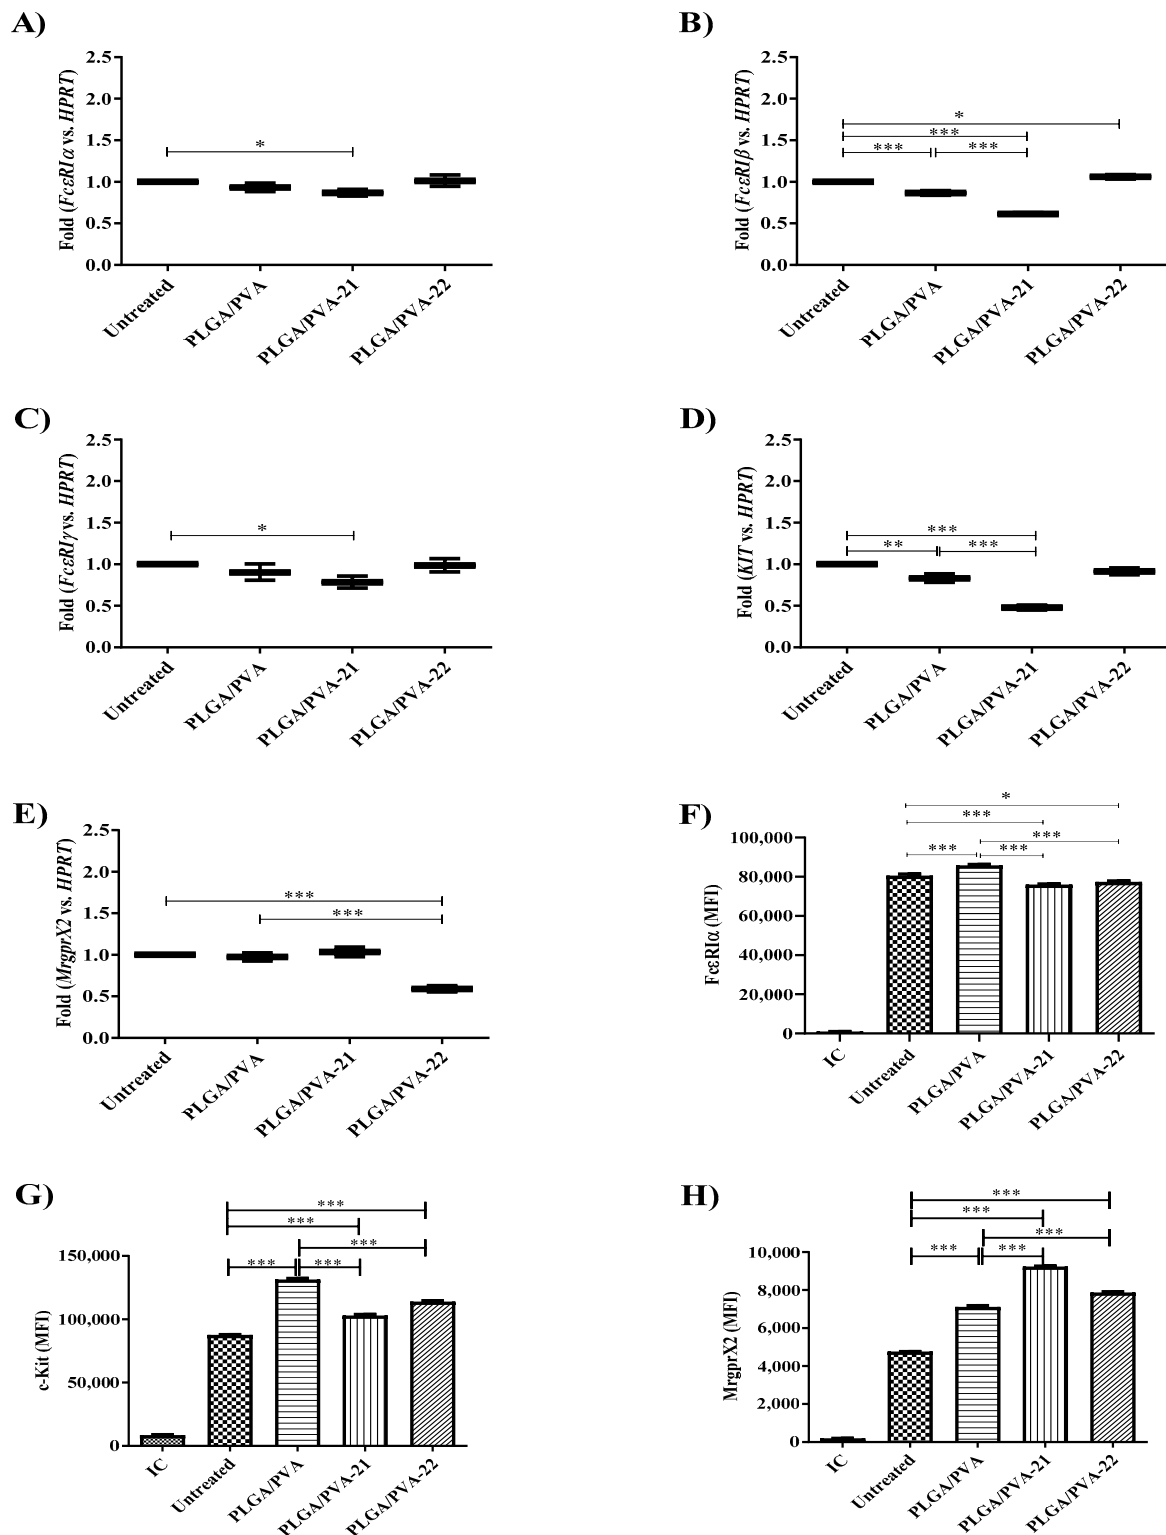 A)
Fold (FcεRIα vs. HPRT)
2.5
2.0
1.5
1.0
0.5
0.0
*
Untreated
PLGA/PVA
PLGA/PVA-21
PLGA/PVA-22
B)
Fold (FcεRIβ vs. HPRT)
2.5
2.0
1.5
1.0
0.5
0.0
*
***
*** ***
Untreated
PLGA/PVA
PLGA/PVA-21
PLGA/PVA-22
C)
Fold (FcεRIγ vs. HPRT)
2.5
2.0
1.5
1.0
0.5
0.0
*
Untreated
PLGA/PVA
PLGA/PVA-21
PLGA/PVA-22
D)
Fold (KIT vs. HPRT)
2.5
2.0
1.5
1.0
0.5
0.0
***
** ***
Untreated
PLGA/PVA
PLGA/PVA-21
PLGA/PVA-22
E)
Fold (MrgprX2 vs. HPRT)
2.5
2.0
1.5
1.0
0.5
0.0
***
***
Untreated
PLGA/PVA
PLGA/PVA-21
PLGA/PVA-22
F)
FcεRIα (MFI)
100,000
80,000
60,000
40,000
20,000
0
*
***
***
*** ***
IC
Untreated
PLGA/PVA
PLGA/PVA-21
PLGA/PVA-22
G)
c-Kit (MFI)
150,000
100,000
50,000
0
***
***
***
*** ***
IC
Untreated
PLGA/PVA
PLGA/PVA-21
PLGA/PVA-22
H)
MrgprX2 (MFI)
10,000
8,000
6,000
4,000
2,000
0
***
***
***
*** ***
IC
Untreated
PLGA/PVA
PLGA/PVA-21
PLGA/PVA-22